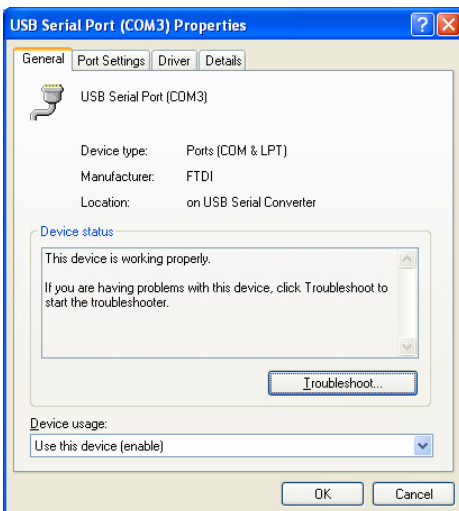 USB Serial Port (COM3) Properties
General Port Settings Driver Details
USB Serial Port (COM3)
Device type: Ports (COM & LPT)
Manufacturer: FTDI
Location: on USB Serial Converter
Device status
This device is working properly.
If you are having problems with this device, click Troubleshoot to
start the troubleshooter.
Troubleshoot...
Device usage:
Use this device (enable)
OK Cancel